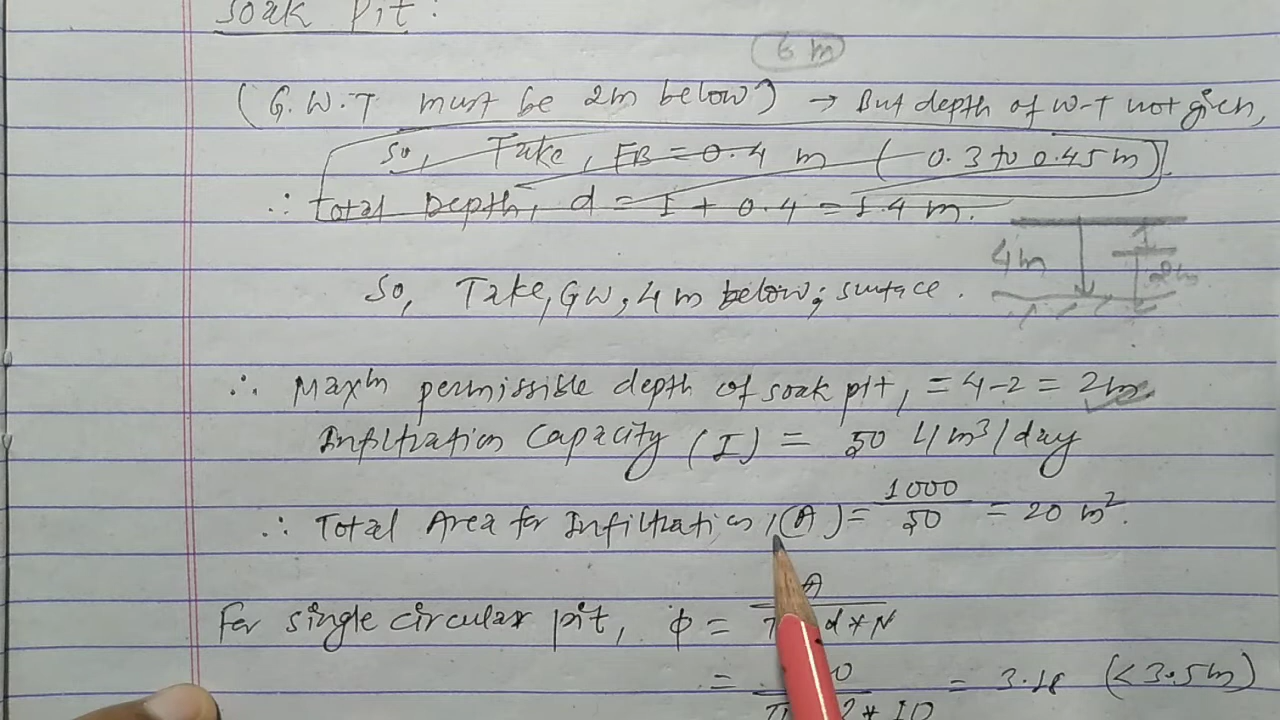 Soak Pit:
6 m
(G.W.T must be 2m below) → But depth of W.T not given,
So, Take, FB = 0.4 m (0.3 to 0.45m)
∴ total Depth, d = 1 + 0.4 = 1.4 m.
4m
2m
So, Take, GW, 4 m below; surface.
∴ Maxm permissible depth of soak pit, = 4-2 = 2m
Infiltration Capacity (I) = 50 l/m³/day
∴ Total Area for Infiltration, (A) = 1000/50 = 20 m².
For single circular pit, φ = A/ d*N
= 2*10 = 3.18 (<3.5m)